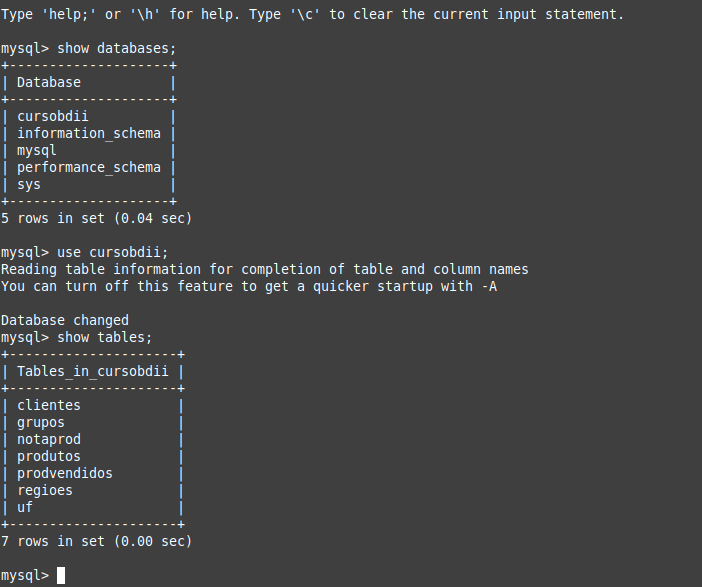 Type 'help;' or '\h' for help. Type '\c' to clear the current input statement.
mysql> show databases;
+--------------------+
| Database           |
+--------------------+
| cursobdii          |
| information_schema |
| mysql              |
| performance_schema |
| sys                |
+--------------------+
5 rows in set (0.04 sec)
mysql> use cursobdii;
Reading table information for completion of table and column names
You can turn off this feature to get a quicker startup with -A
Database changed
mysql> show tables;
+---------------------+
| Tables_in_cursobdii |
+---------------------+
| clientes            |
| grupos              |
| notaprod            |
| produtos            |
| prodvendidos        |
| regioes             |
| uf                  |
+---------------------+
7 rows in set (0.00 sec)
mysql>